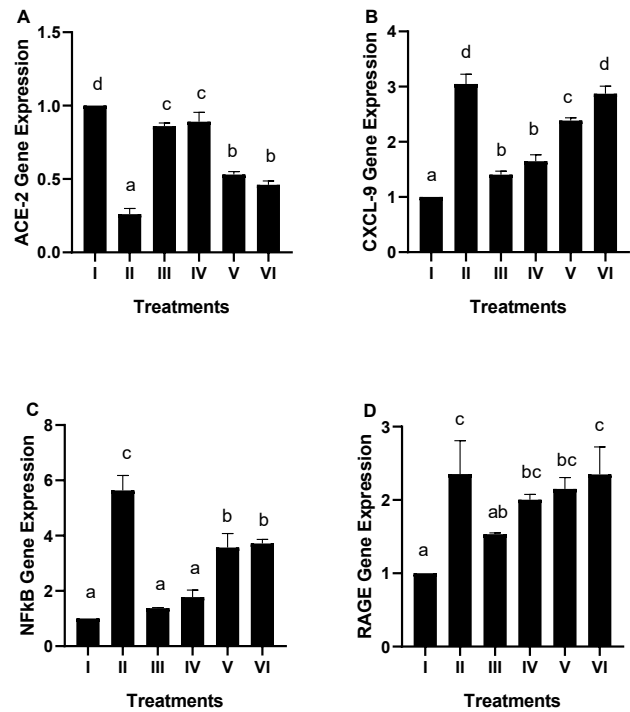 A
ACE-2 Gene Expression
1.5
1.0
0.5
0.0
d
a
c
c
b
b
I II III IV V VI
Treatments
B
CXCL-9 Gene Expression
4
3
2
1
0
a
d
b
b
c
d
I II III IV V VI
Treatments
C
NFkB Gene Expression
8
6
4
2
0
a
c
a
a
b
b
I II III IV V VI
Treatments
D
RAGE Gene Expression
3
2
1
0
a
c
ab
bc
bc
c
I II III IV V VI
Treatments